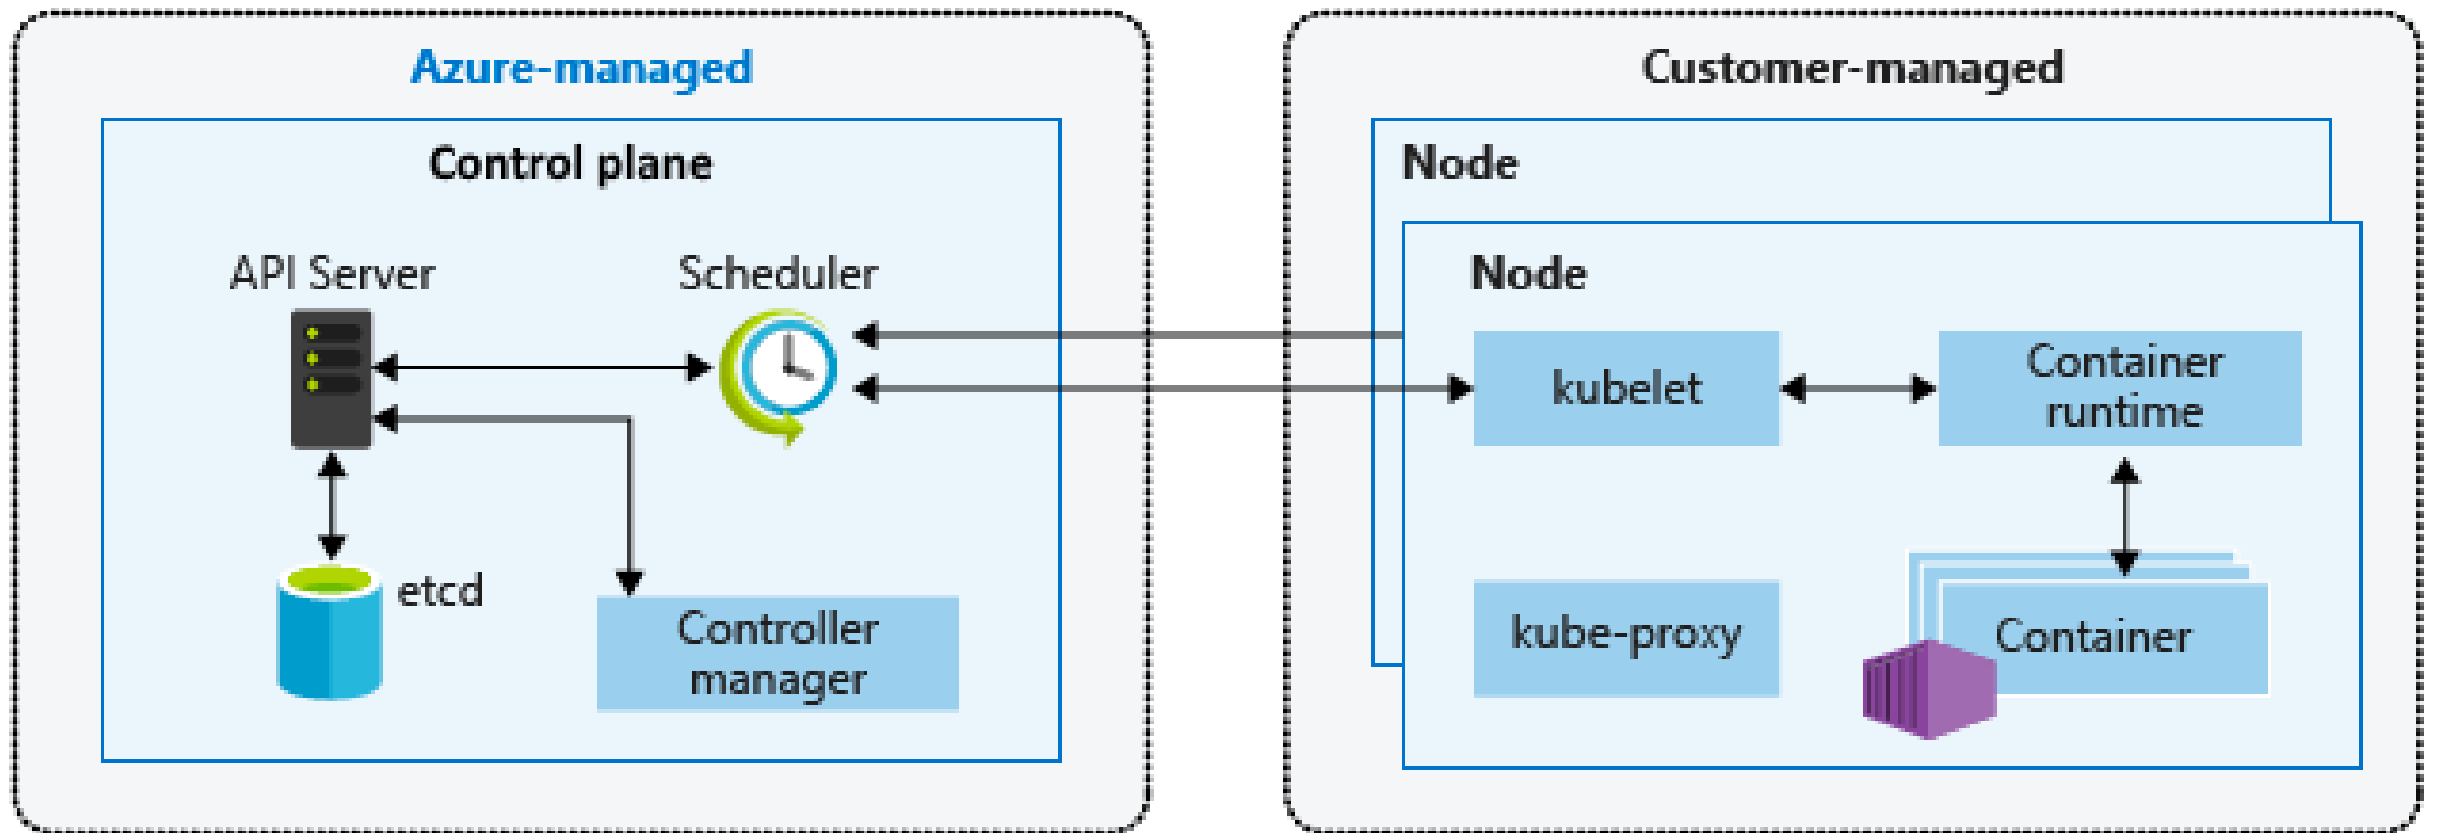 Azure-managed
Control plane
API Server
Scheduler
etcd
Controller
manager
Customer-managed
Node
Node
kubelet
Container
runtime
kube-proxy
Container